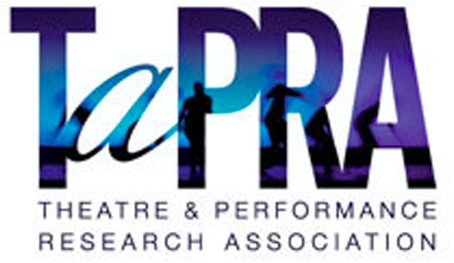 TaPRA
THEATRE & PERFORMANCE
RESEARCH ASSOCIATION